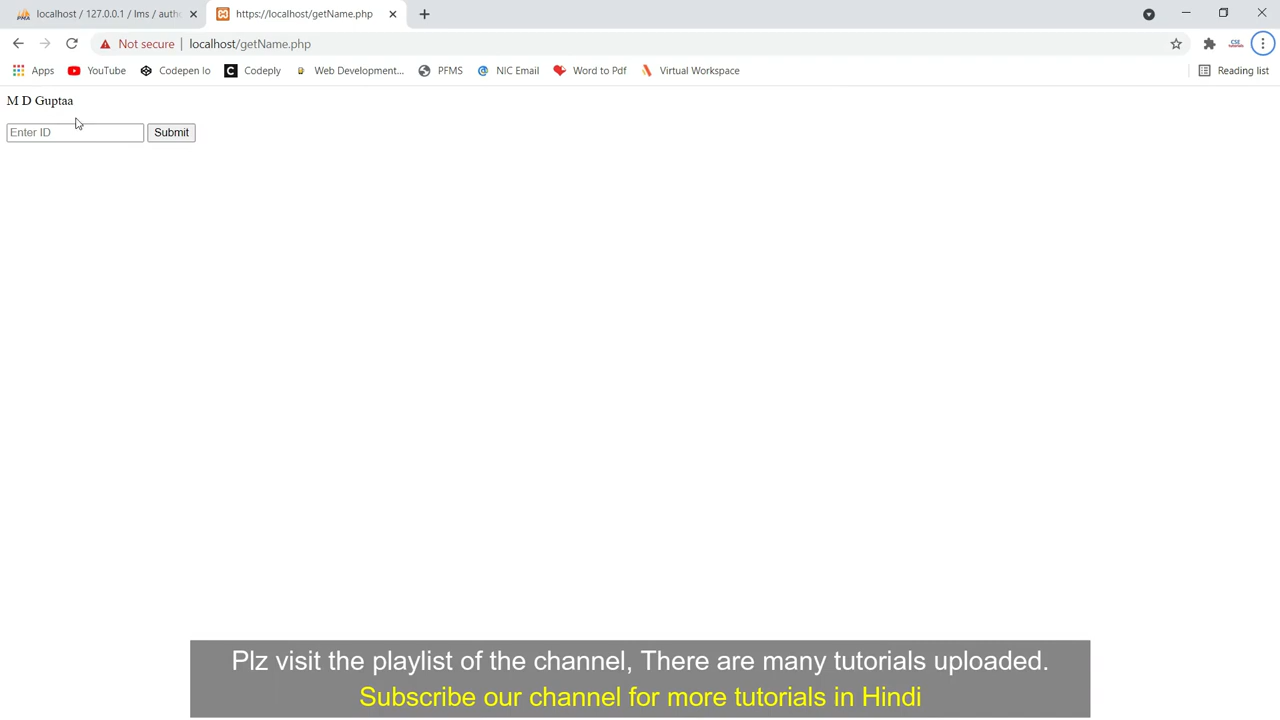 localhost / 127.0.0.1 / lms / autho
https://localhost/getName.php
Not secure localhost/getName.php
Apps YouTube Codepen Io Codeply Web Development... PFMS NIC Email Word to Pdf Virtual Workspace Reading list
M D Guptaa
Enter ID Submit
Plz visit the playlist of the channel, There are many tutorials uploaded.
Subscribe our channel for more tutorials in Hindi